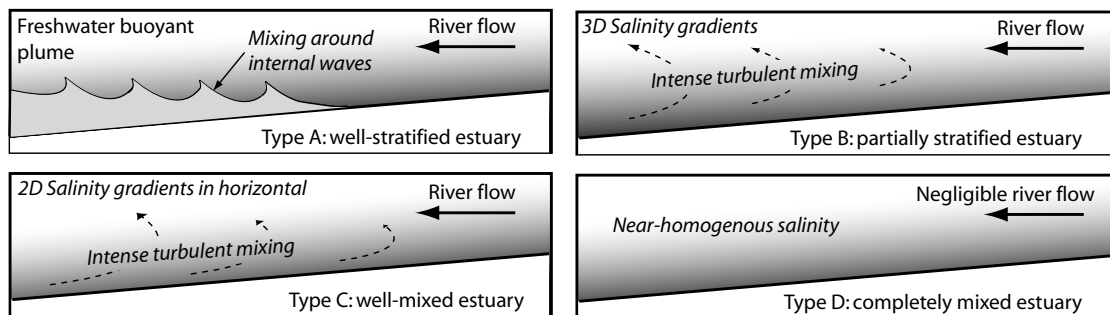 Freshwater buoyant
plume
Mixing around
internal waves
River flow
Type A: well-stratified estuary
3D Salinity gradients
River flow
Intense turbulent mixing
Type B: partially stratified estuary
2D Salinity gradients in horizontal
River flow
Intense turbulent mixing
Type C: well-mixed estuary
Negligible river flow
Near-homogenous salinity
Type D: completely mixed estuary